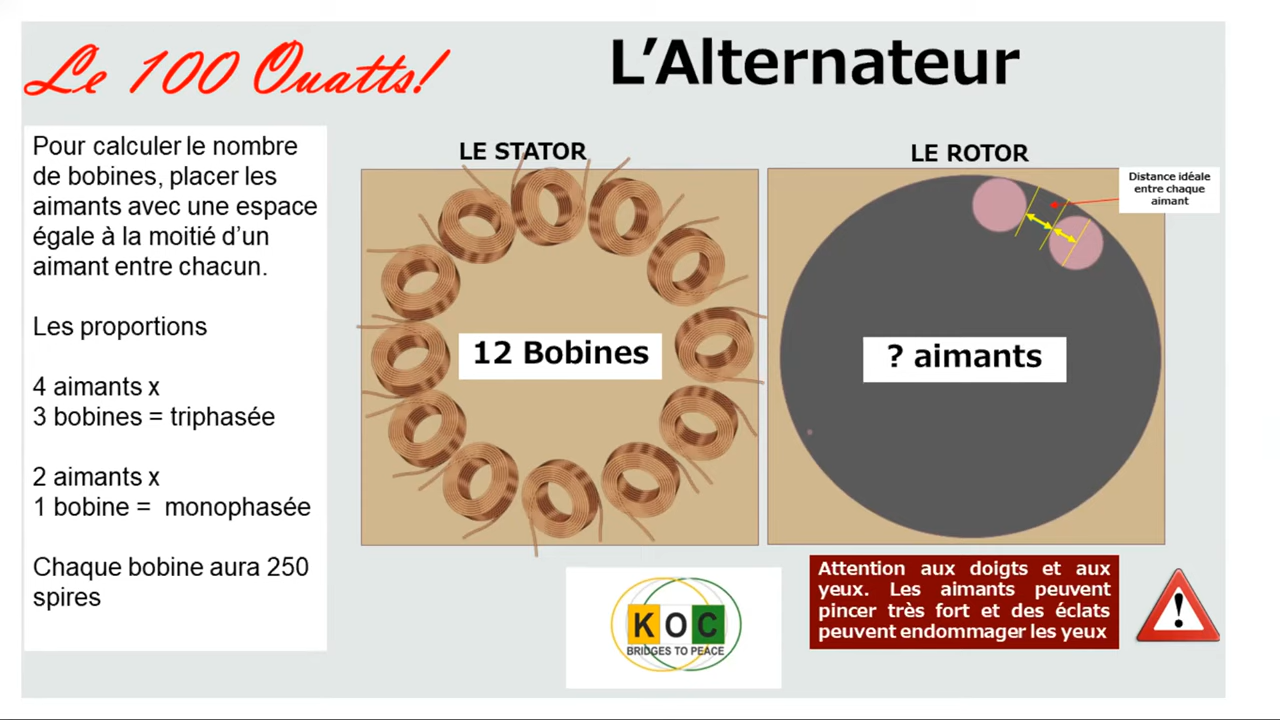 Le 100 Ouatts!
L’Alternateur
Pour calculer le nombre
de bobines, placer les
aimants avec une espace
égale à la moitié d’un
aimant entre chacun.
Les proportions
4 aimants x
3 bobines = triphasée
2 aimants x
1 bobine = monophasée
Chaque bobine aura 250
spires
LE STATOR
12 Bobines
LE ROTOR
Distance idéale
entre chaque
aimant
? aimants
KOC
BRIDGES TO PEACE
Attention aux doigts et aux
yeux. Les aimants peuvent
pincer très fort et des éclats
peuvent endommager les yeux
!